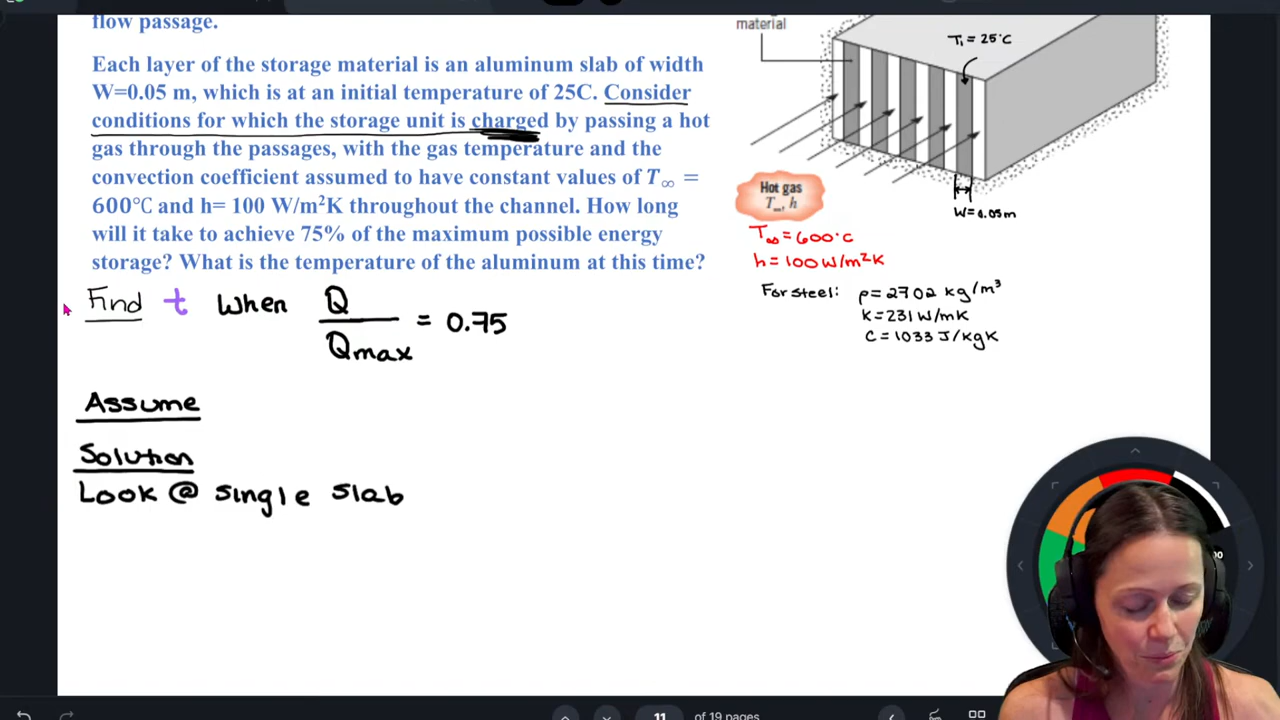 flow passage.
Each layer of the storage material is an aluminum slab of width
W=0.05 m, which is at an initial temperature of 25C. Consider
conditions for which the storage unit is charged by passing a hot
gas through the passages, with the gas temperature and the
convection coefficient assumed to have constant values of T∞ =
600℃ and h= 100 W/m²K throughout the channel. How long
will it take to achieve 75% of the maximum possible energy
storage? What is the temperature of the aluminum at this time?
Find t when Q/Qmax = 0.75
Assume
Solution
Look @ single slab
material
T₁ = 25°C
Hot gas
T∞, h
W=0.05m
T∞ = 600°C
h = 100 W/m²K
For steel: ρ = 2702 kg/m³
k = 231 W/mK
C = 1033 J/kgK
11 of 19 pages